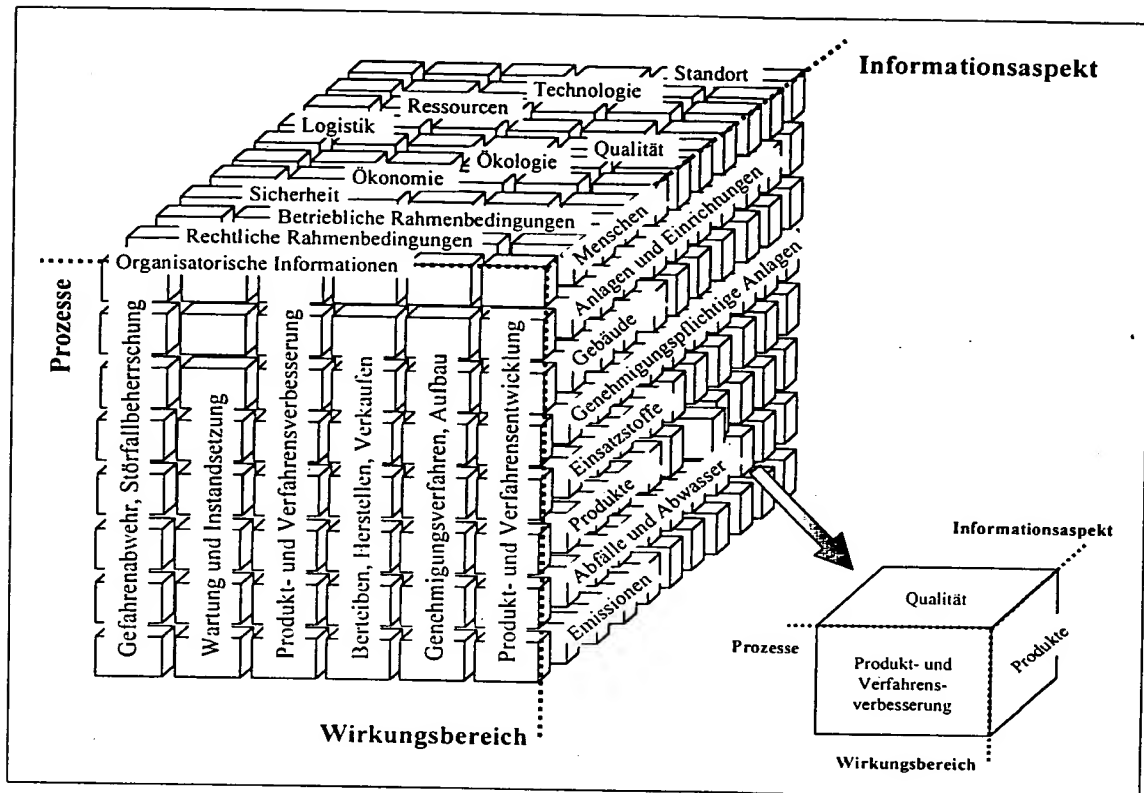 Informationsaspekt
Standort
Technologie
Ressourcen
Logistik
Qualität
Ökologie
Ökonomie
Sicherheit
Betriebliche Rahmenbedingungen
Rechtliche Rahmenbedingungen
Organisatorische Informationen
Prozesse
Gefahrenabwehr, Störfallbeherrschung
Wartung und Instandsetzung
Produkt- und Verfahrensverbesserung
Berteiben, Herstellen, Verkaufen
Genehmigungsverfahren, Aufbau
Produkt- und Verfahrensentwicklung
Menschen
Anlagen und Einrichtungen
Gebäude
Genehmigungspflichtige Anlagen
Einsatzstoffe
Produkte
Abfälle und Abwasser
Emissionen
Wirkungsbereich
Informationsaspekt
Qualität
Prozesse
Produkte
Produkt- und
Verfahrens-
verbesserung
Wirkungsbereich